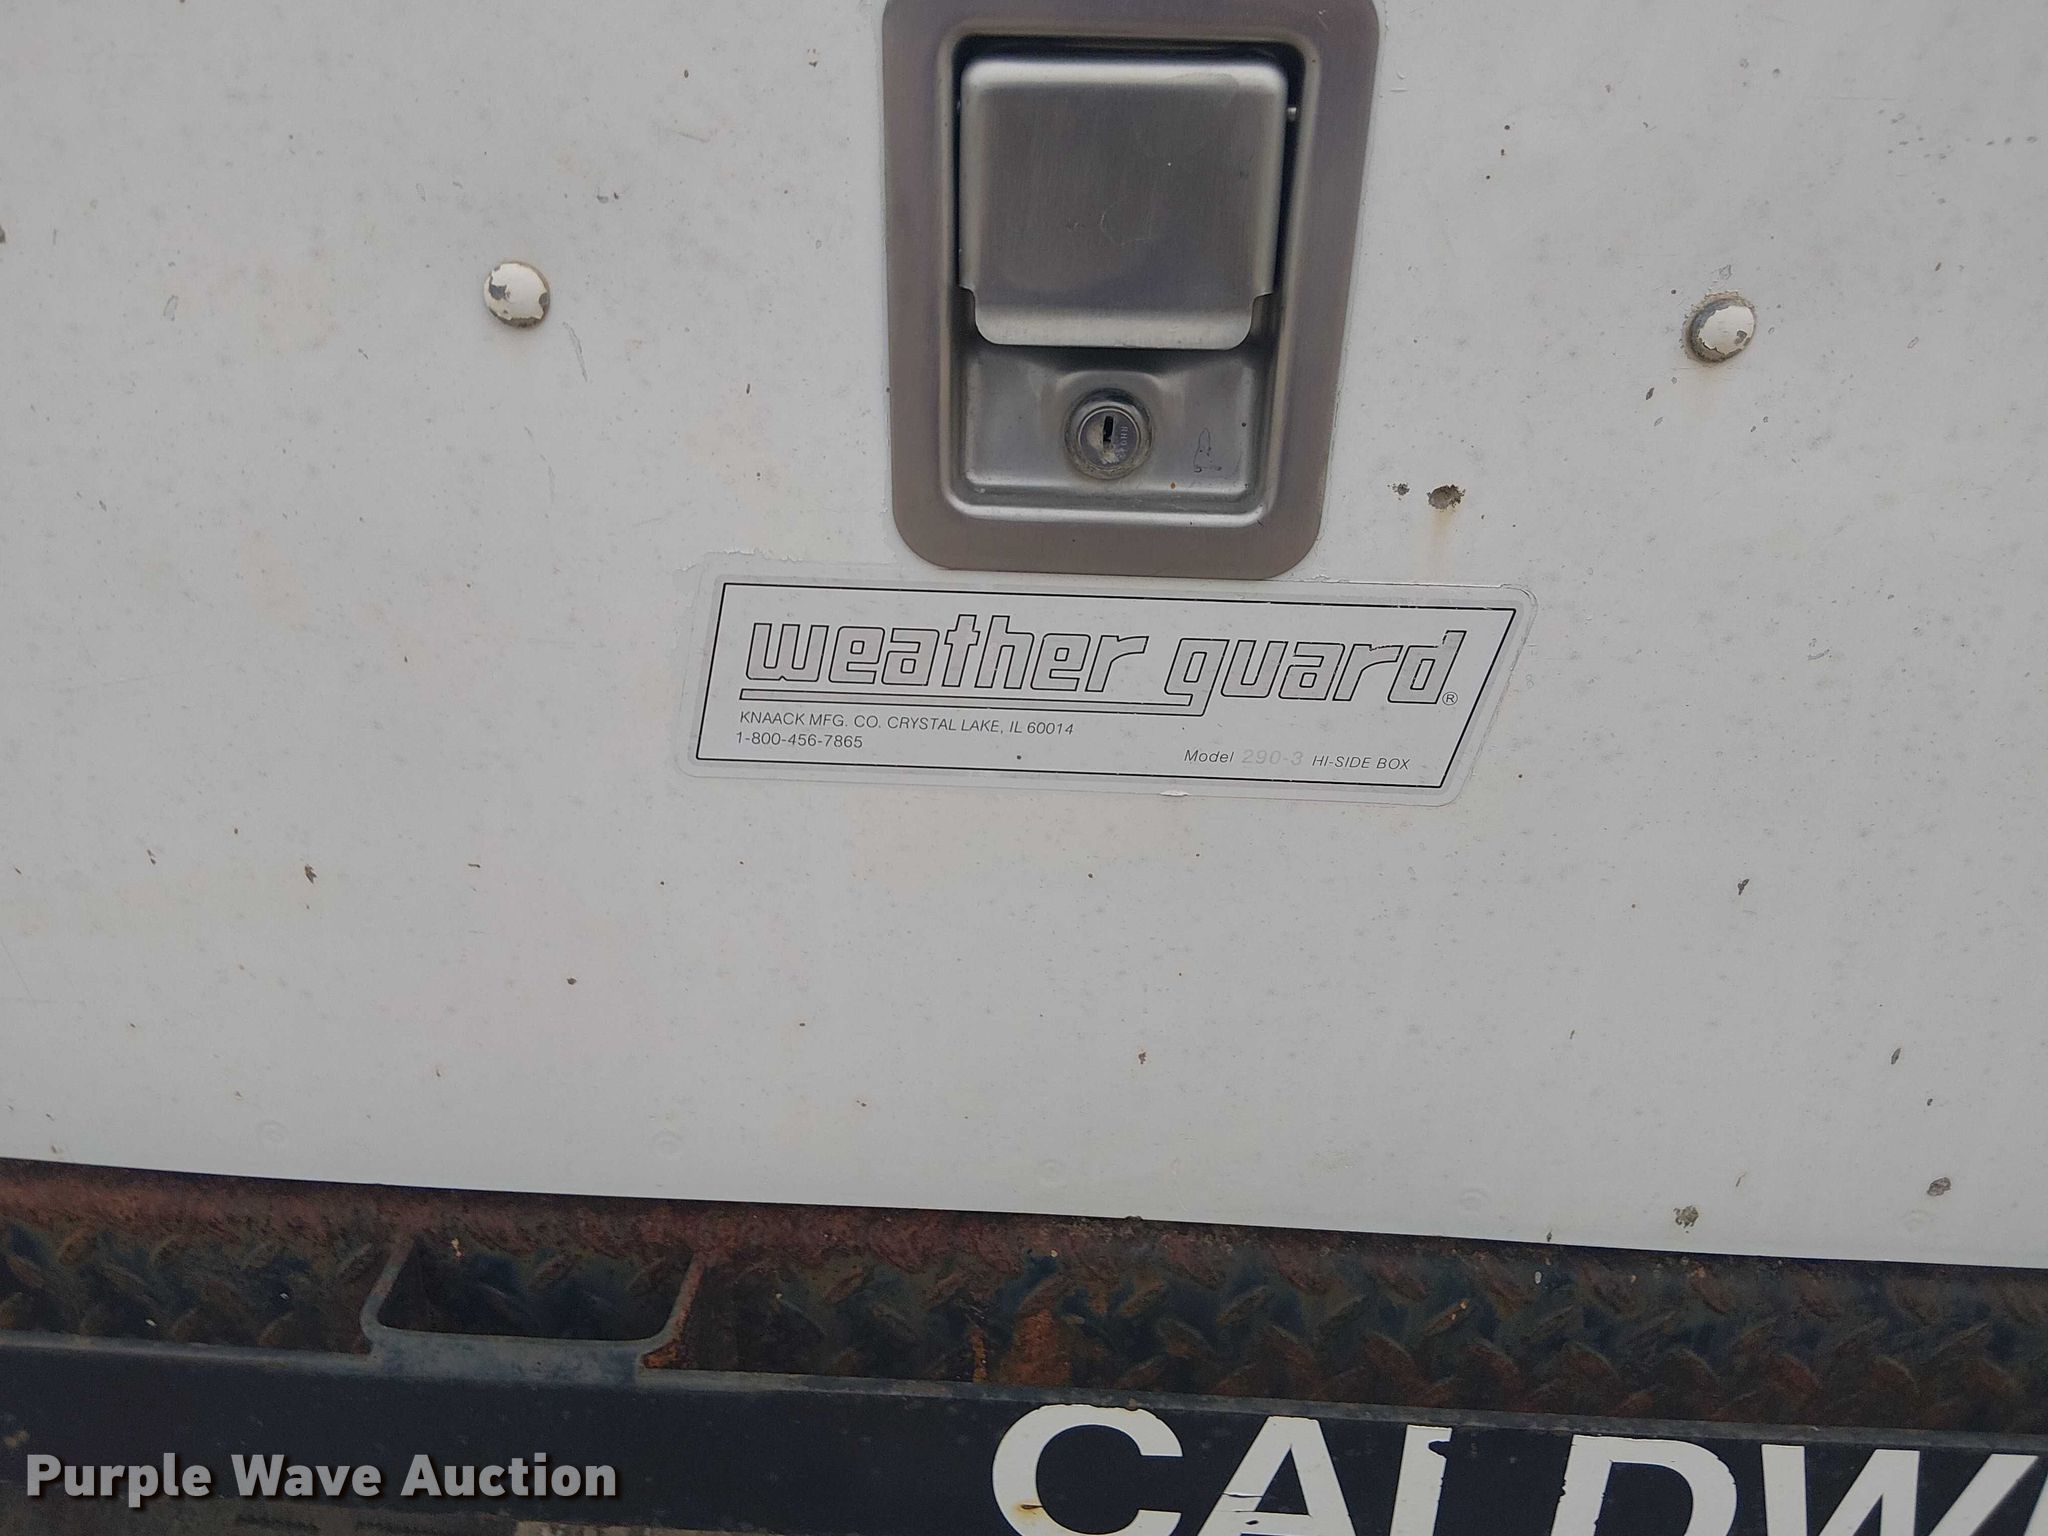 weather guard®
KNAACK MFG. CO. CRYSTAL LAKE, IL 60014
1-800-456-7865
Model 290-3 HI-SIDE BOX
Purple Wave Auction